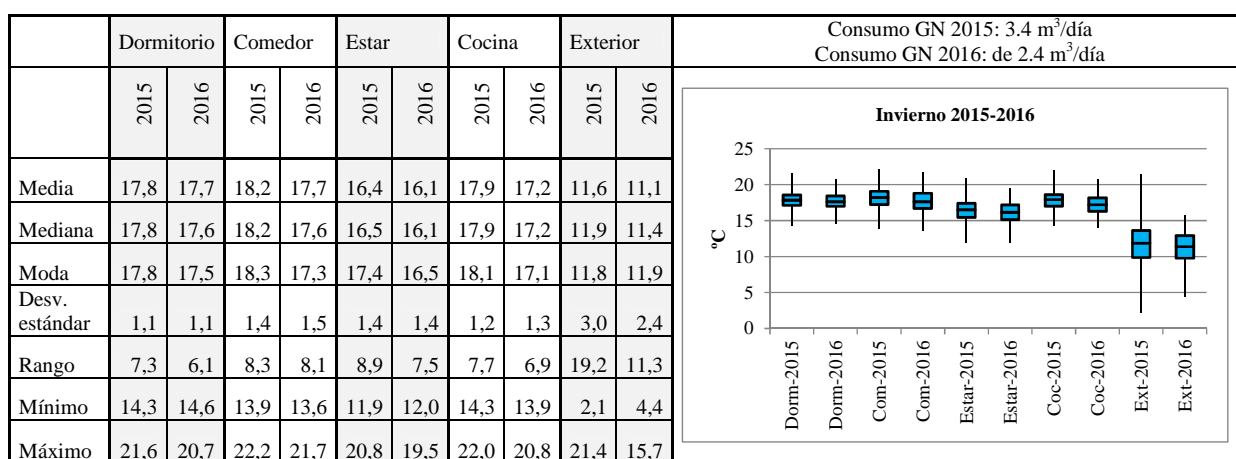 Dormitorio Comedor Estar Cocina Exterior
Consumo GN 2015: 3.4 m³/día
Consumo GN 2016: de 2.4 m³/día
2015 2016 2015 2016 2015 2016 2015 2016 2015 2016
Media 17,8 17,7 18,2 17,7 16,4 16,1 17,9 17,2 11,6 11,1
Mediana 17,8 17,6 18,2 17,6 16,5 16,1 17,9 17,2 11,9 11,4
Moda 17,8 17,5 18,3 17,3 17,4 16,5 18,1 17,1 11,8 11,9
Desv.
estándar 1,1 1,1 1,4 1,5 1,4 1,4 1,2 1,3 3,0 2,4
Rango 7,3 6,1 8,3 8,1 8,9 7,5 7,7 6,9 19,2 11,3
Mínimo 14,3 14,6 13,9 13,6 11,9 12,0 14,3 13,9 2,1 4,4
Máximo 21,6 20,7 22,2 21,7 20,8 19,5 22,0 20,8 21,4 15,7
Invierno 2015-2016
ºC
25
20
15
10
5
0
Dorm-2015
Dorm-2016
Com-2015
Com-2016
Estar-2015
Estar-2016
Coc-2015
Coc-2016
Ext-2015
Ext-2016